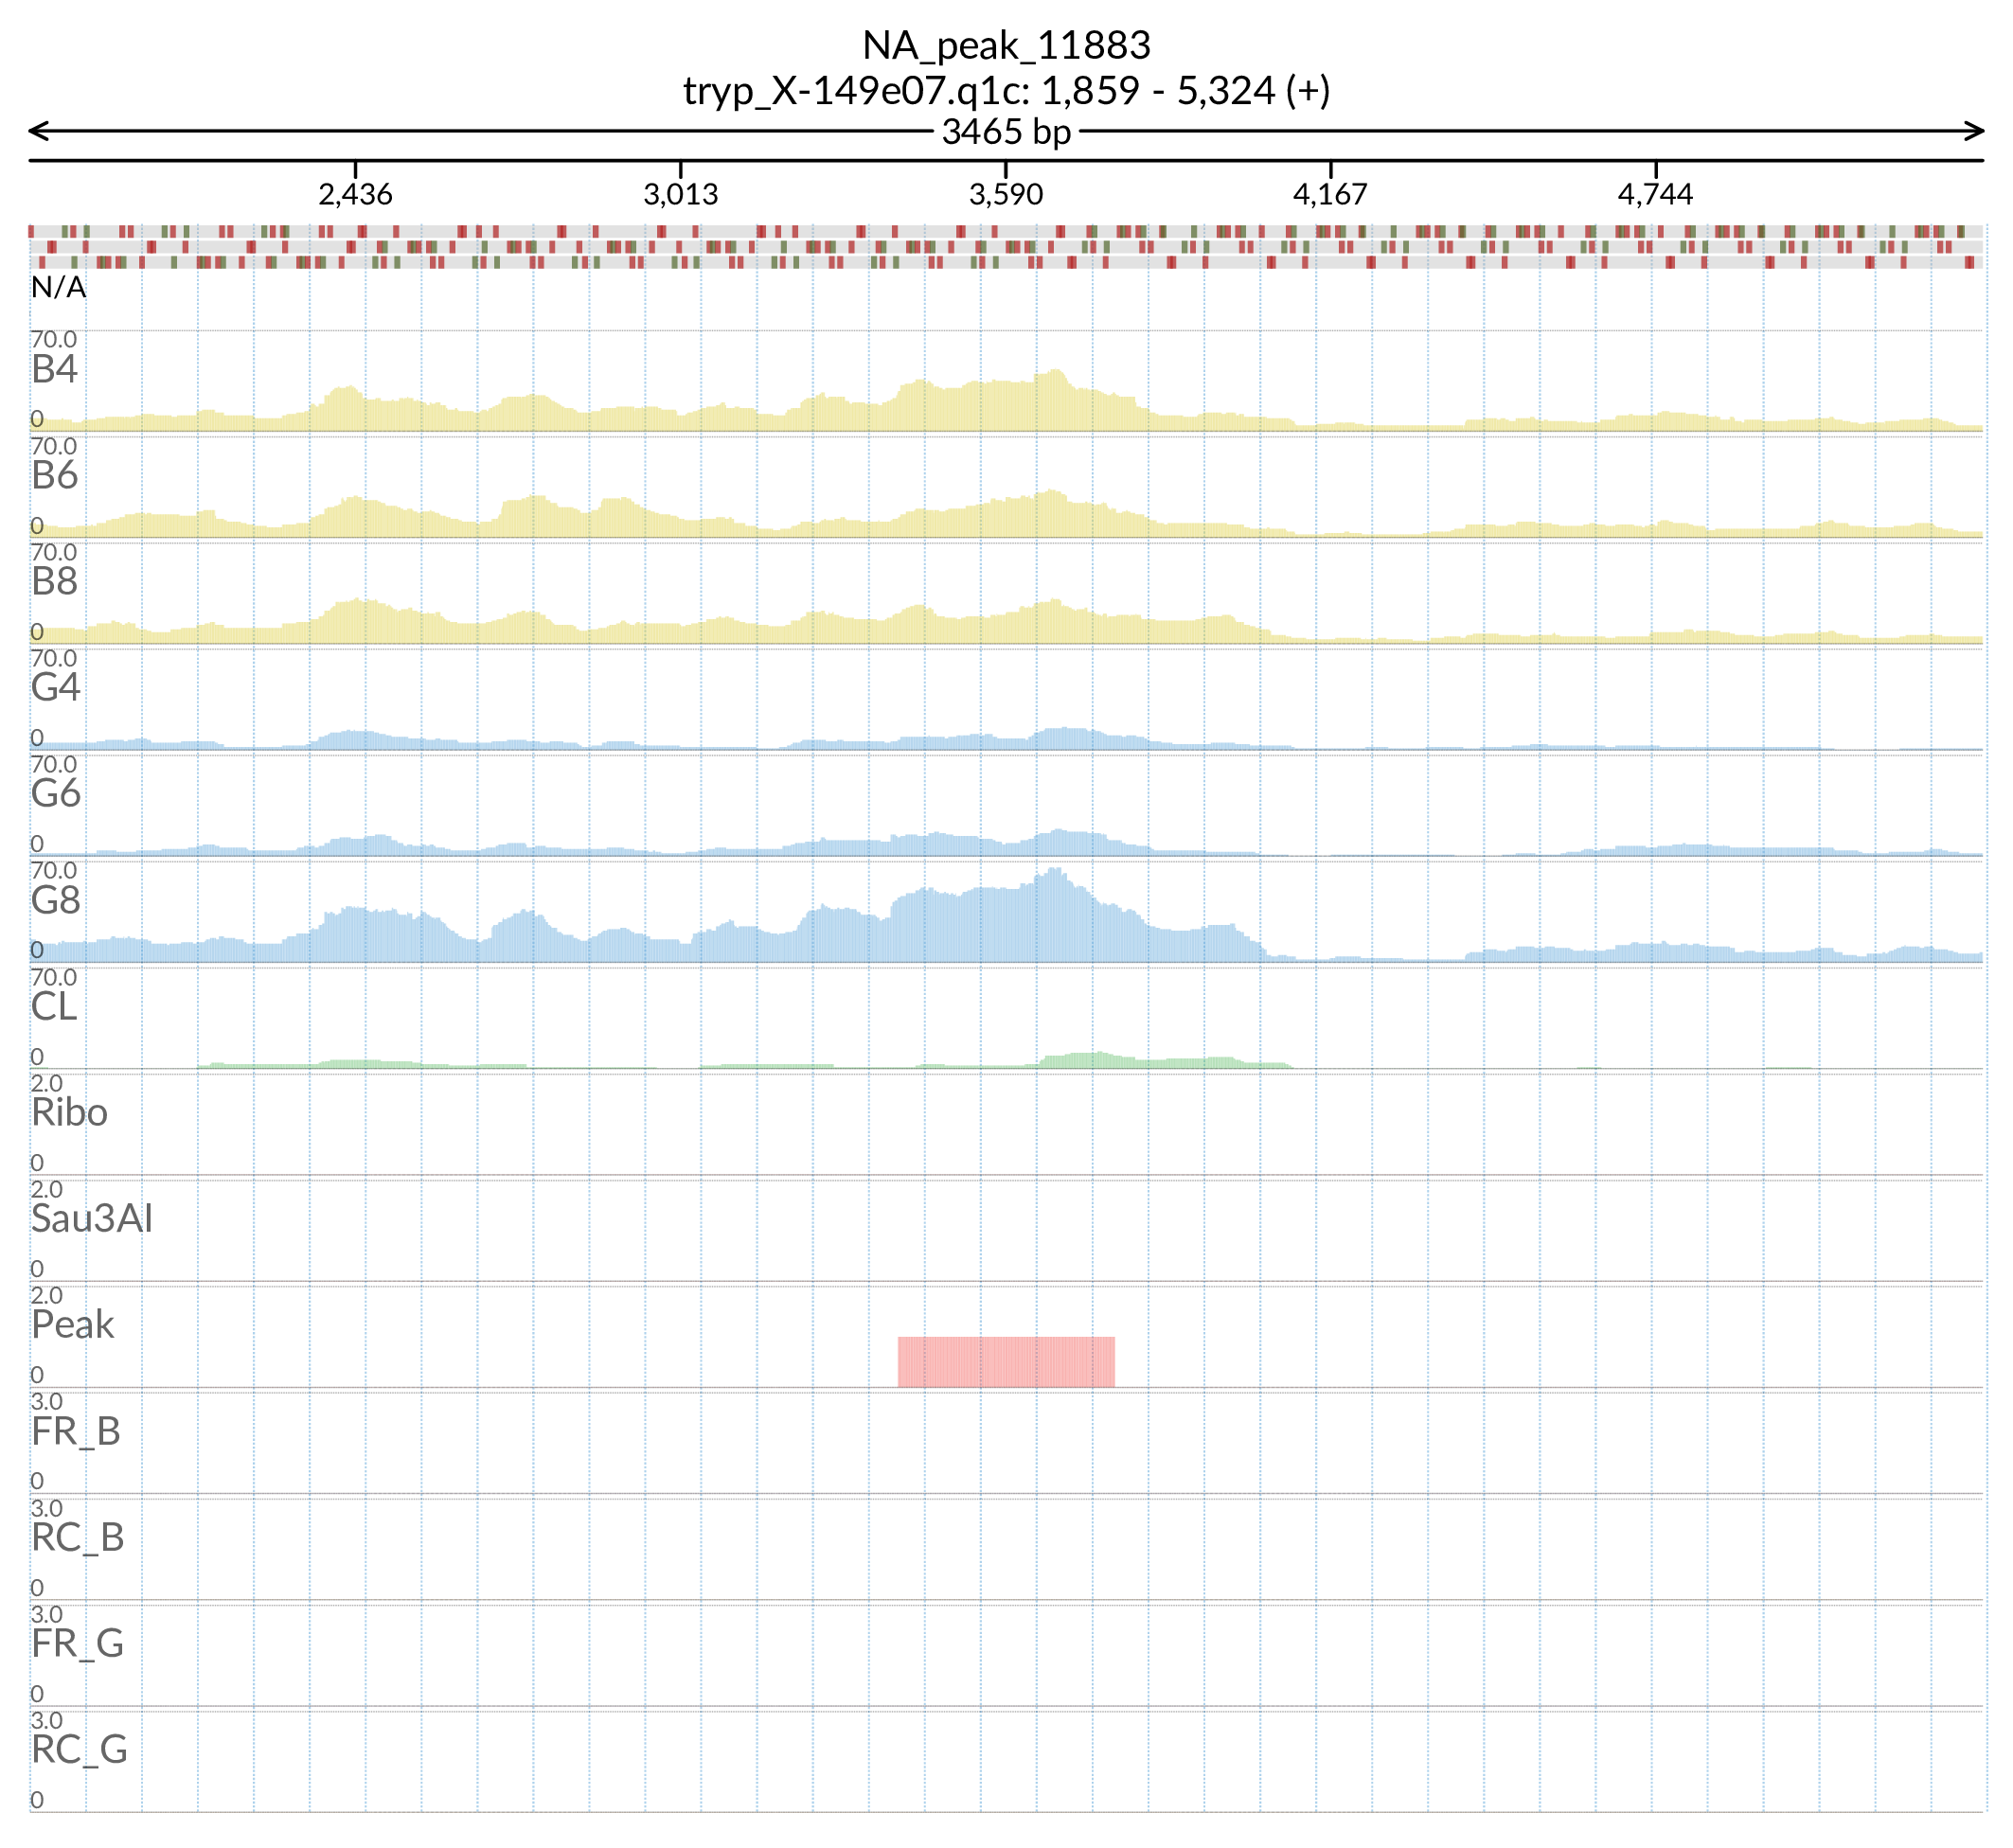 NA_peak_11883
tryp_X-149e07.q1c: 1,859 - 5,324 (+)
3465 bp
2,436 3,013 3,590 4,167 4,744
N/A
70.0
B4
0
70.0
B6
0
70.0
B8
0
70.0
G4
0
70.0
G6
0
70.0
G8
0
70.0
CL
0
2.0
Ribo
0
2.0
Sau3AI
0
2.0
Peak
0
3.0
FR_B
0
3.0
RC_B
0
3.0
FR_G
0
3.0
RC_G
0